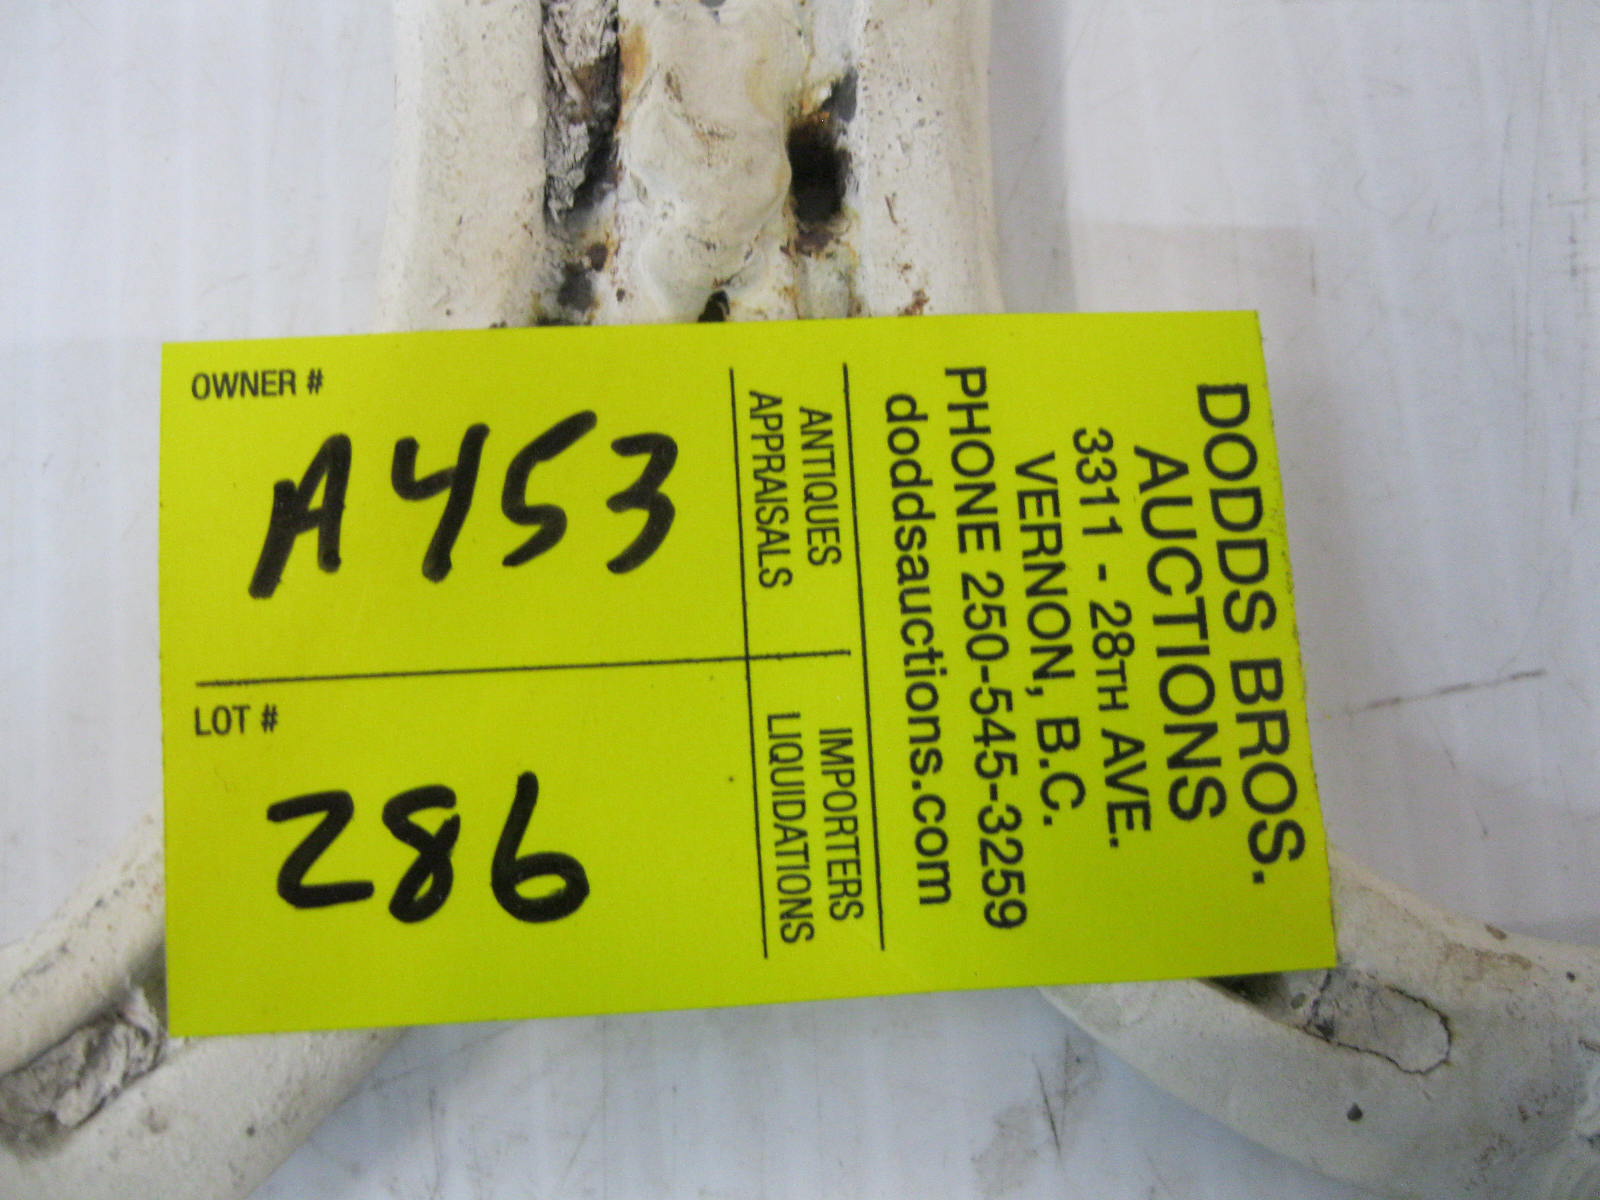 OWNER #
A453
LOT #
286
DODDS BROS.
AUCTIONS
3311 - 28TH AVE.
VERNON, B.C.
PHONE 250-545-3259
doddsauctions.com
ANTIQUES
APPRAISALS
IMPORTERS
LIQUIDATIONS